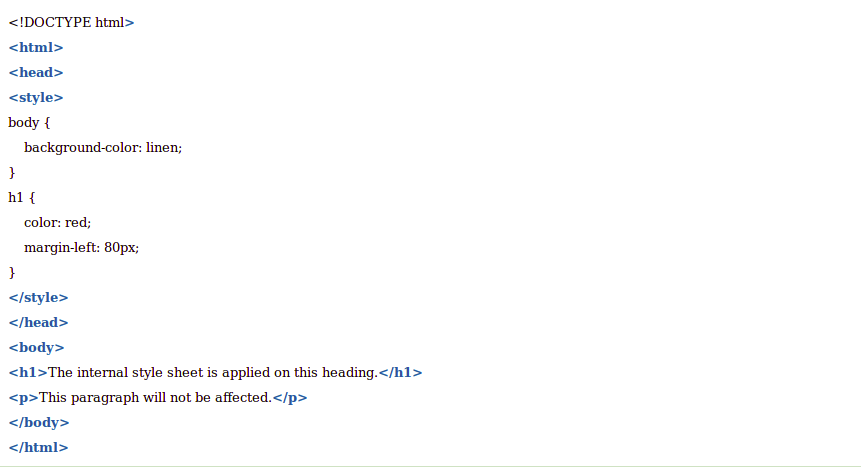 <!DOCTYPE html>
<html>
<head>
<style>
body {
    background-color: linen;
}
h1 {
    color: red;
    margin-left: 80px;
}
</style>
</head>
<body>
<h1>The internal style sheet is applied on this heading.</h1>
<p>This paragraph will not be affected.</p>
</body>
</html>